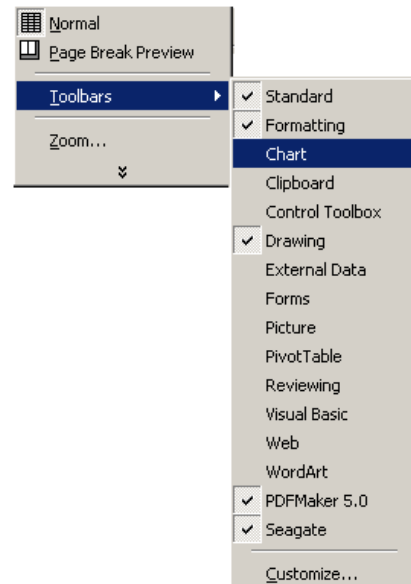 Normal
Page Break Preview
Toolbars
Zoom...
Standard
Formatting
Chart
Clipboard
Control Toolbox
Drawing
External Data
Forms
Picture
PivotTable
Reviewing
Visual Basic
Web
WordArt
PDFMaker 5.0
Seagate
Customize...